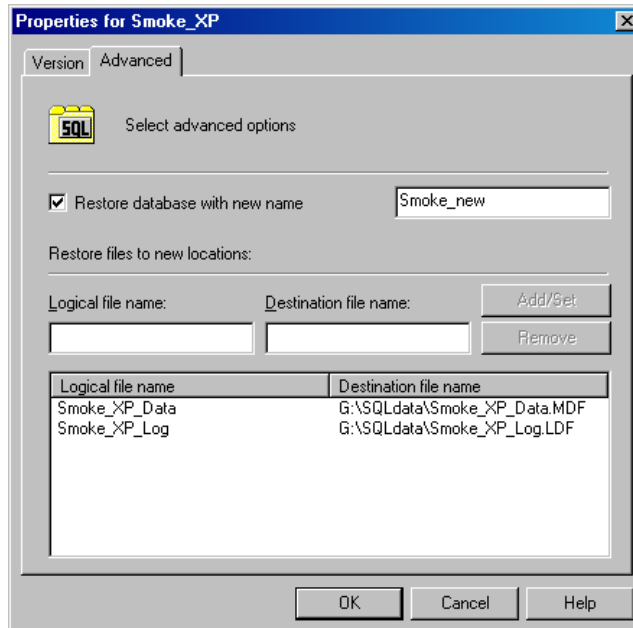 Properties for Smoke_XP
Version Advanced
SQL Select advanced options
Restore database with new name Smoke_new
Restore files to new locations:
Logical file name: Destination file name: Add/Set
Remove
Logical file name Destination file name
Smoke_XP_Data G:\SQLdata\Smoke_XP_Data.MDF
Smoke_XP_Log G:\SQLdata\Smoke_XP_Log.LDF
OK Cancel Help